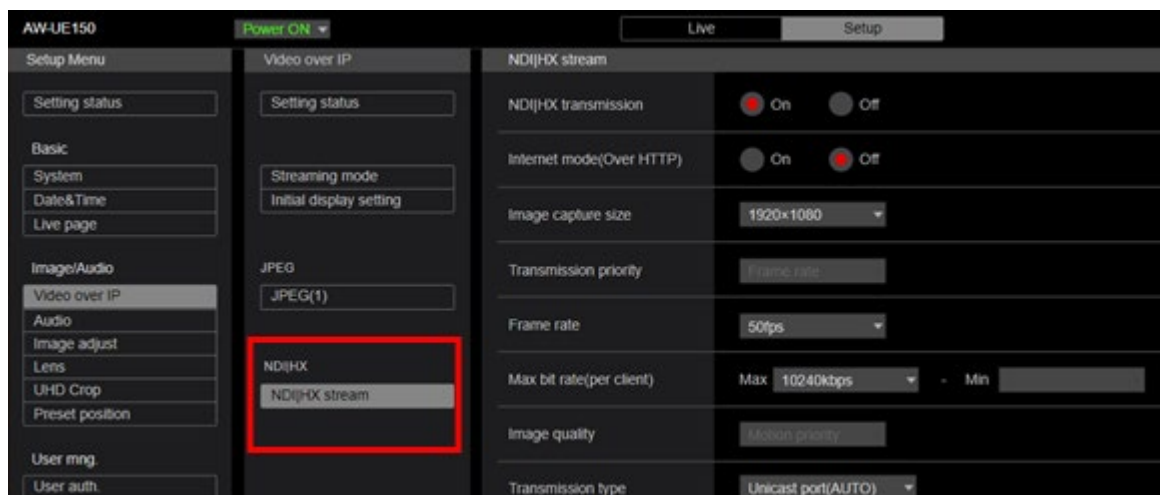 AW-UE150
Power ON
Live
Setup
Setup Menu
Setting status
Basic
System
Date&Time
Live page
Image/Audio
Video over IP
Audio
Image adjust
Lens
UHD Crop
Preset position
User mng.
User auth.
Video over IP
Setting status
Streaming mode
Initial display setting
JPEG
JPEG(1)
NDI|HX
NDI|HX stream
NDI|HX stream
NDI|HX transmission On Off
Internet mode(Over HTTP) On Off
Image capture size 1920×1080
Transmission priority Frame rate
Frame rate 50fps
Max bit rate(per client) Max 10240kbps - Min
Image quality Motion priority
Transmission type Unicast port(AUTO)